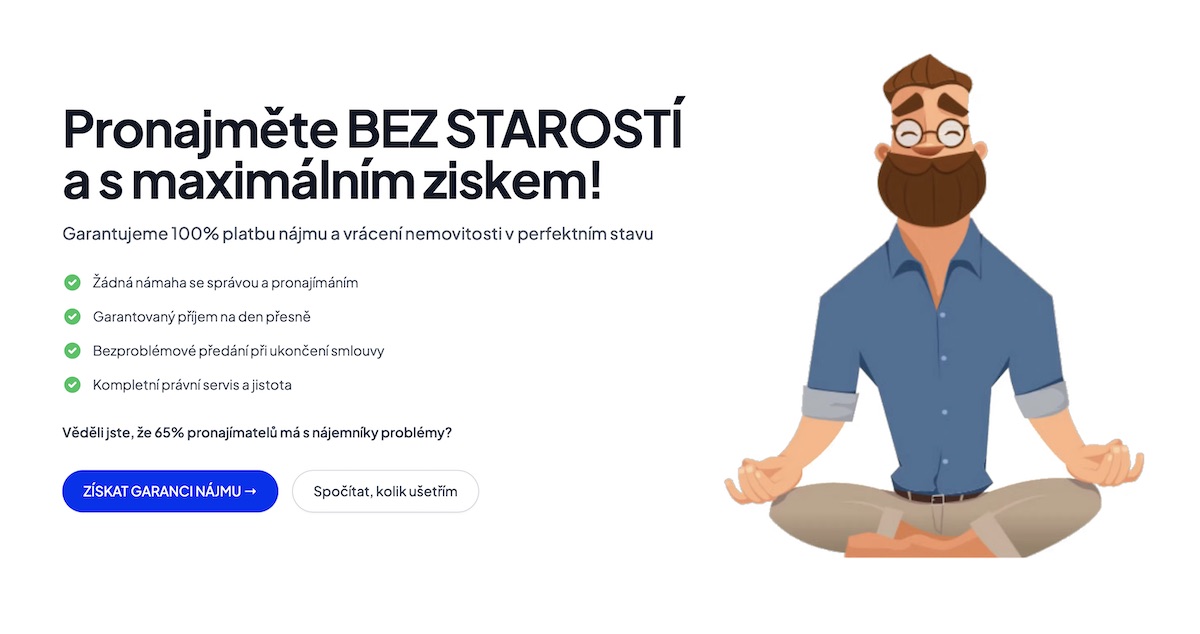 Pronajměte BEZ STAROSTÍ
a s maximálním ziskem!
Garantujeme 100% platbu nájmu a vrácení nemovitosti v perfektním stavu
Žádná námaha se správou a pronajímáním
Garantovaný příjem na den přesně
Bezproblémové předání při ukončení smlouvy
Kompletní právní servis a jistota
Věděli jste, že 65% pronajímatelů má s nájemníky problémy?
ZÍSKAT GARANCI NÁJMU →
Spočítat, kolik ušetřím